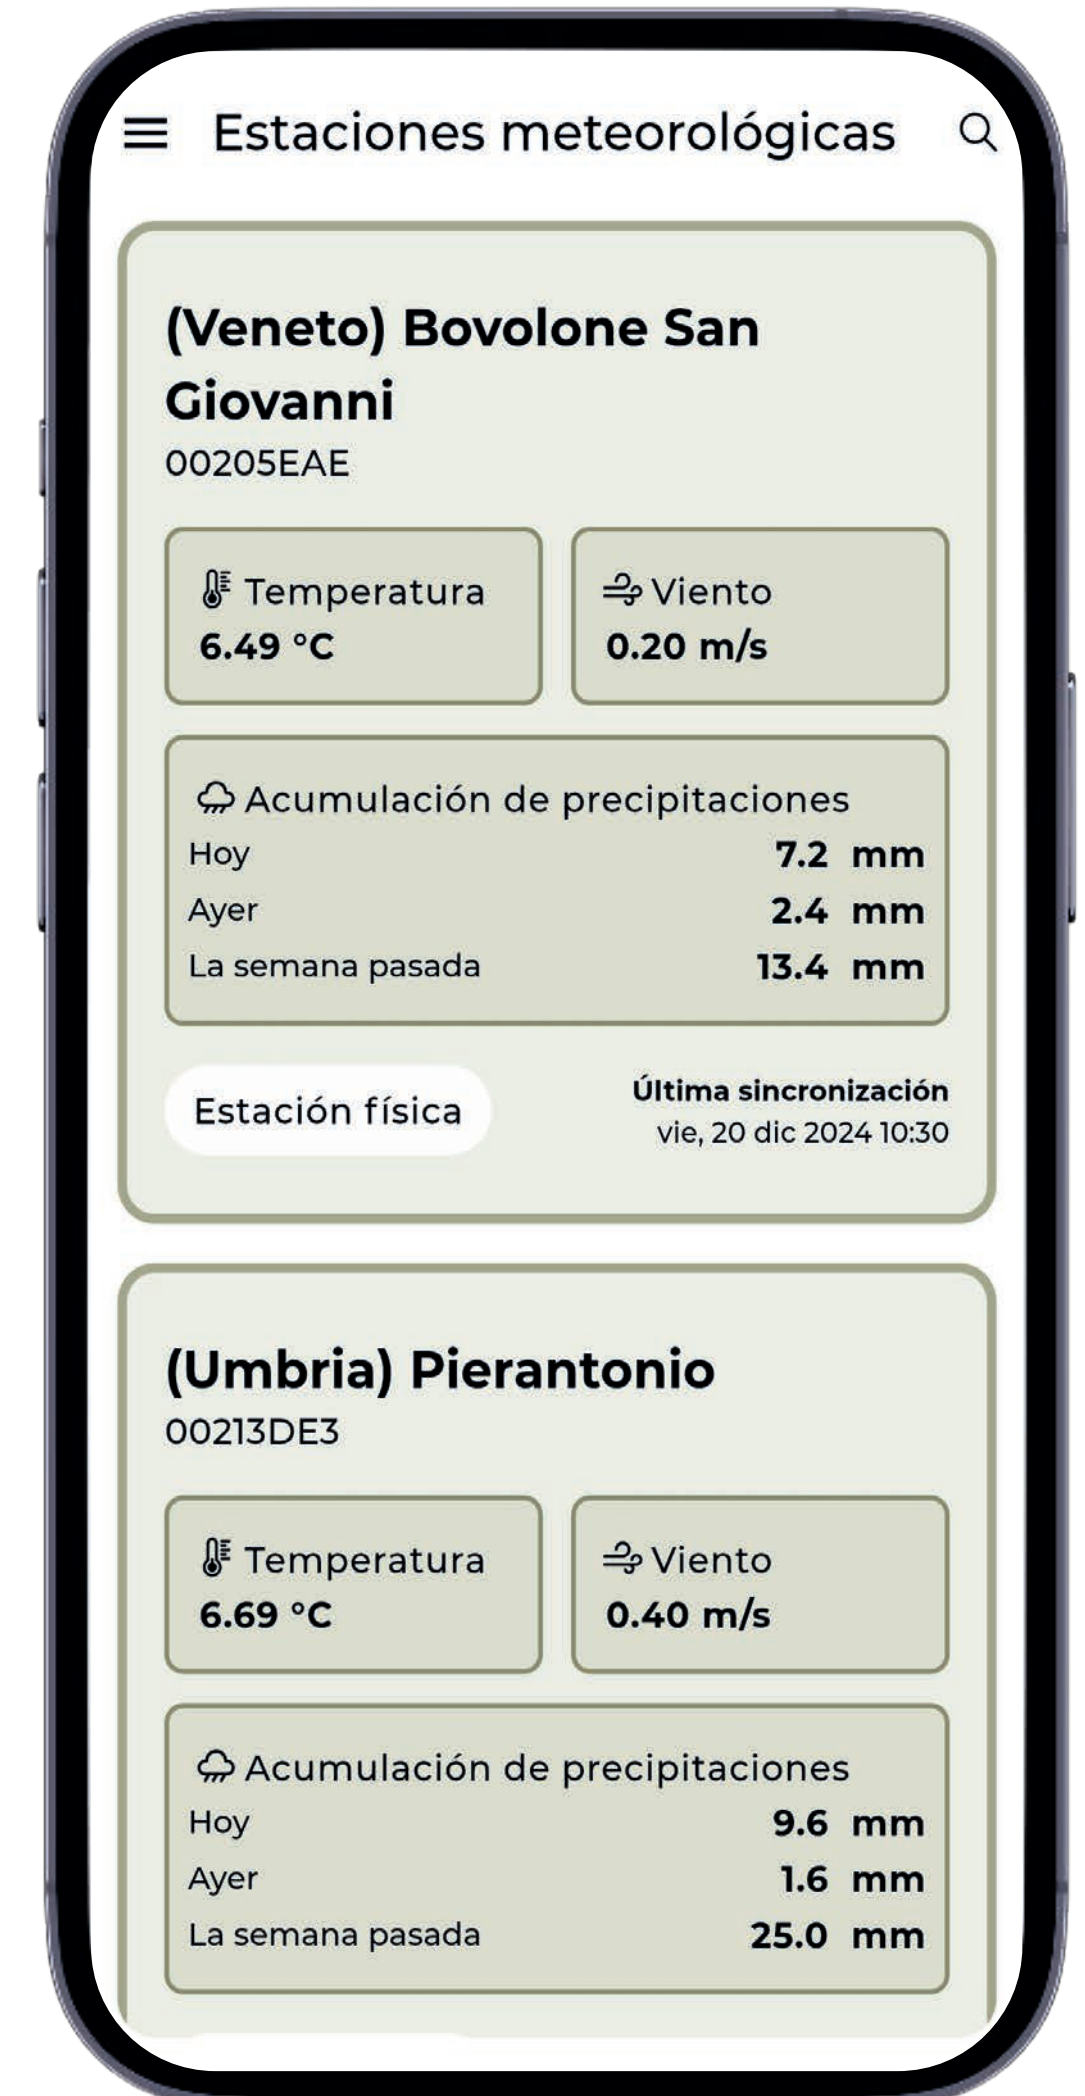 Estaciones meteorológicas
(Veneto) Bovolone San
Giovanni
00205EAE
Temperatura
6.49 °C
Viento
0.20 m/s
Acumulación de precipitaciones
Hoy 7.2 mm
Ayer 2.4 mm
La semana pasada 13.4 mm
Estación física
Última sincronización
vie, 20 dic 2024 10:30
(Umbria) Pierantonio
00213DE3
Temperatura
6.69 °C
Viento
0.40 m/s
Acumulación de precipitaciones
Hoy 9.6 mm
Ayer 1.6 mm
La semana pasada 25.0 mm